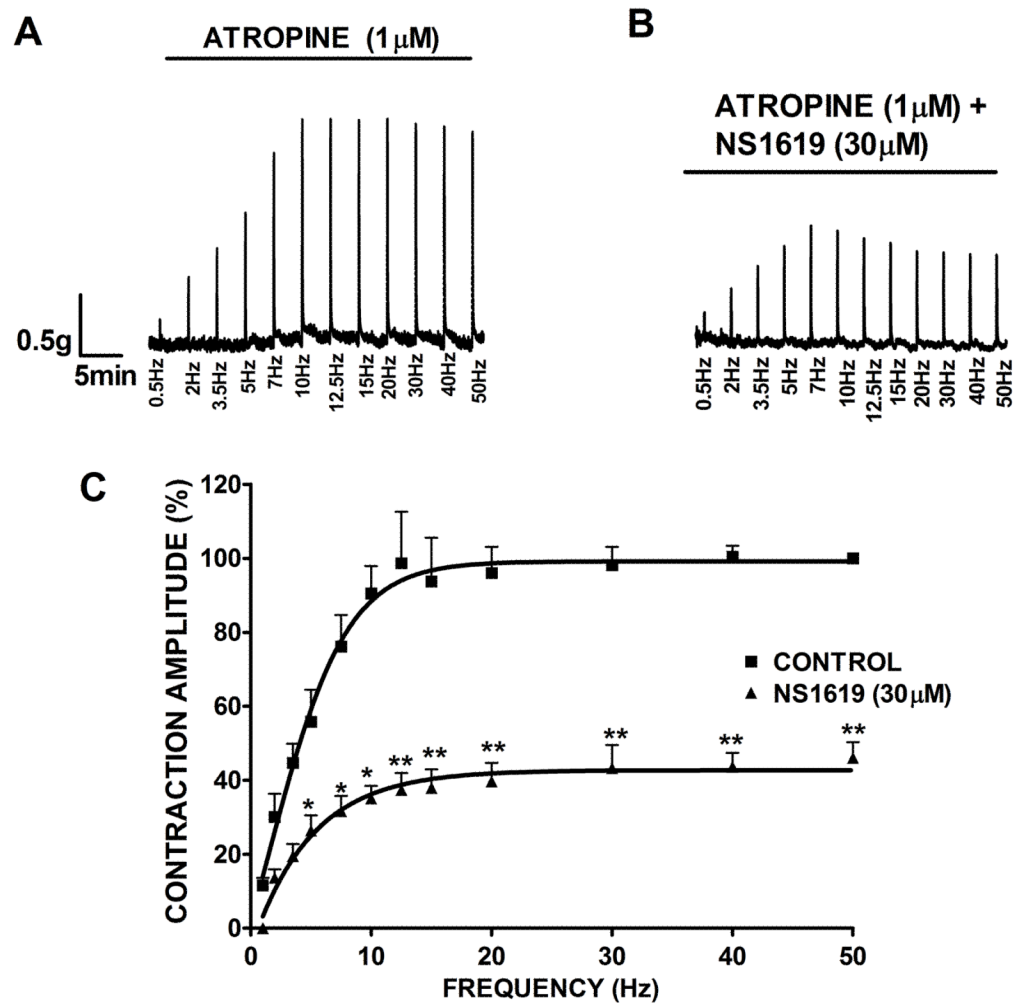 A
ATROPINE (1μM)
0.5g
5min
0.5Hz
2Hz
3.5Hz
5Hz
7Hz
10Hz
12.5Hz
15Hz
20Hz
30Hz
40Hz
50Hz
B
ATROPINE (1μM) +
NS1619 (30μM)
0.5Hz
2Hz
3.5Hz
5Hz
7Hz
10Hz
12.5Hz
15Hz
20Hz
30Hz
40Hz
50Hz
C
CONTRACTION AMPLITUDE (%)
120
100
80
60
40
20
0
* * * ** ** ** ** ** **
CONTROL
NS1619 (30μM)
0 10 20 30 40 50
FREQUENCY (Hz)